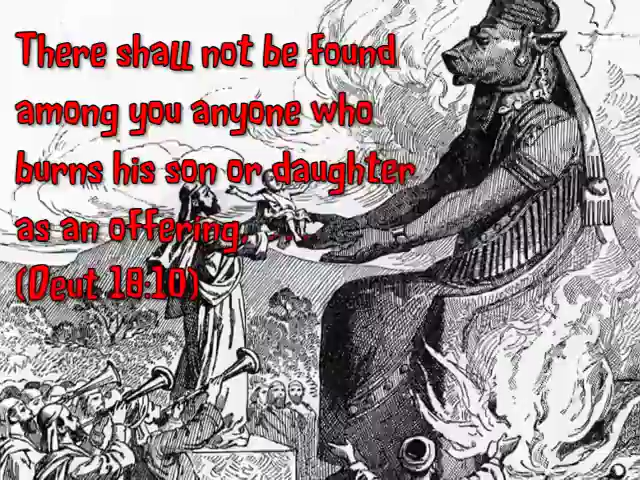 There shall not be found
among you anyone who
burns his son or daughter
as an offering. . . .
(Deut 18:10)